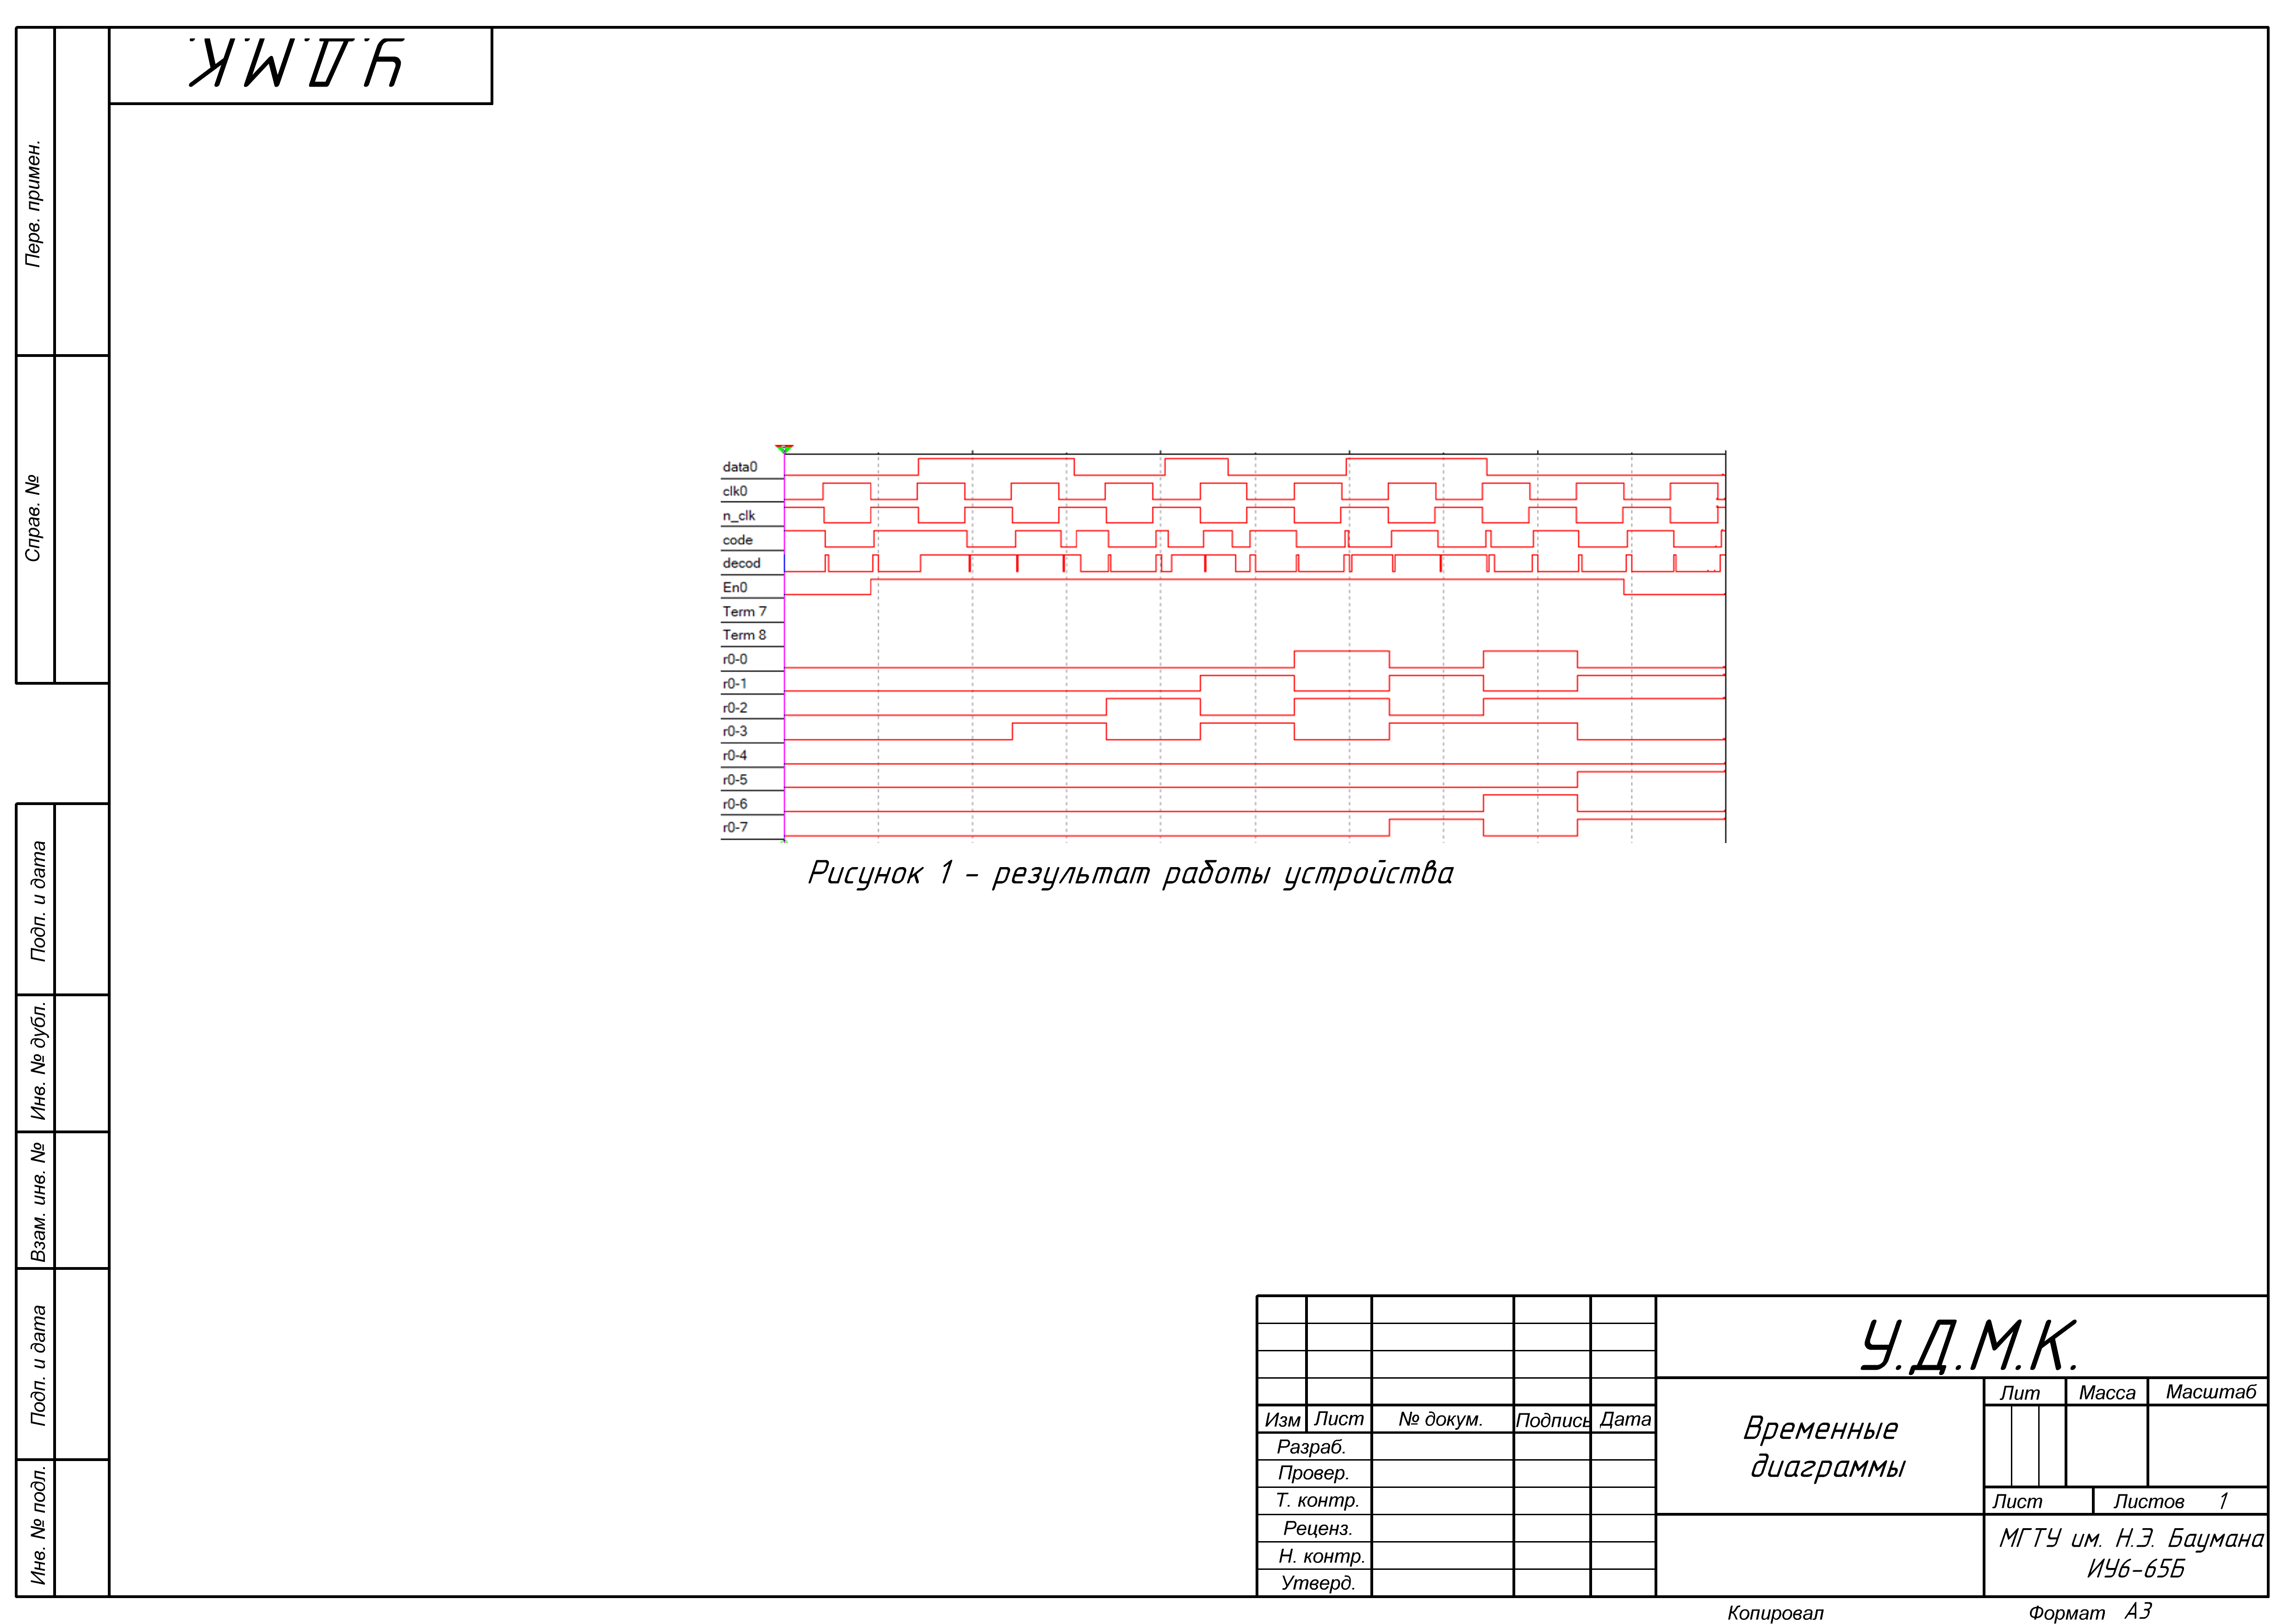 У.Д.М.К.
Перв. примен.
Справ. №
Подп. и дата
Инв. № дубл.
Взам. инв. №
Подп. и дата
Инв. № подл.
data0
clk0
n_clk
code
decod
En0
Term 7
Term 8
r0-0
r0-1
r0-2
r0-3
r0-4
r0-5
r0-6
r0-7
Рисунок 1 - результат работы устройства
У.Д.М.К.
Изм Лист № докум. Подпись Дата
Разраб.
Провер.
Т. контр.
Реценз.
Н. контр.
Утверд.
Временные
диаграммы
Лит Масса Масштаб
Лист Листов 1
МГТУ им. Н.Э. Баумана
ИУ6-65Б
Копировал Формат А3